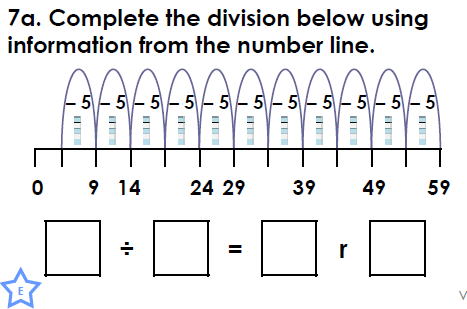 7a. Complete the division below using
information from the number line.
– 5 – 5 – 5 – 5 – 5 – 5 – 5 – 5 – 5 – 5 – 5
0 9 14 24 29 39 49 59
÷ = r
E
V